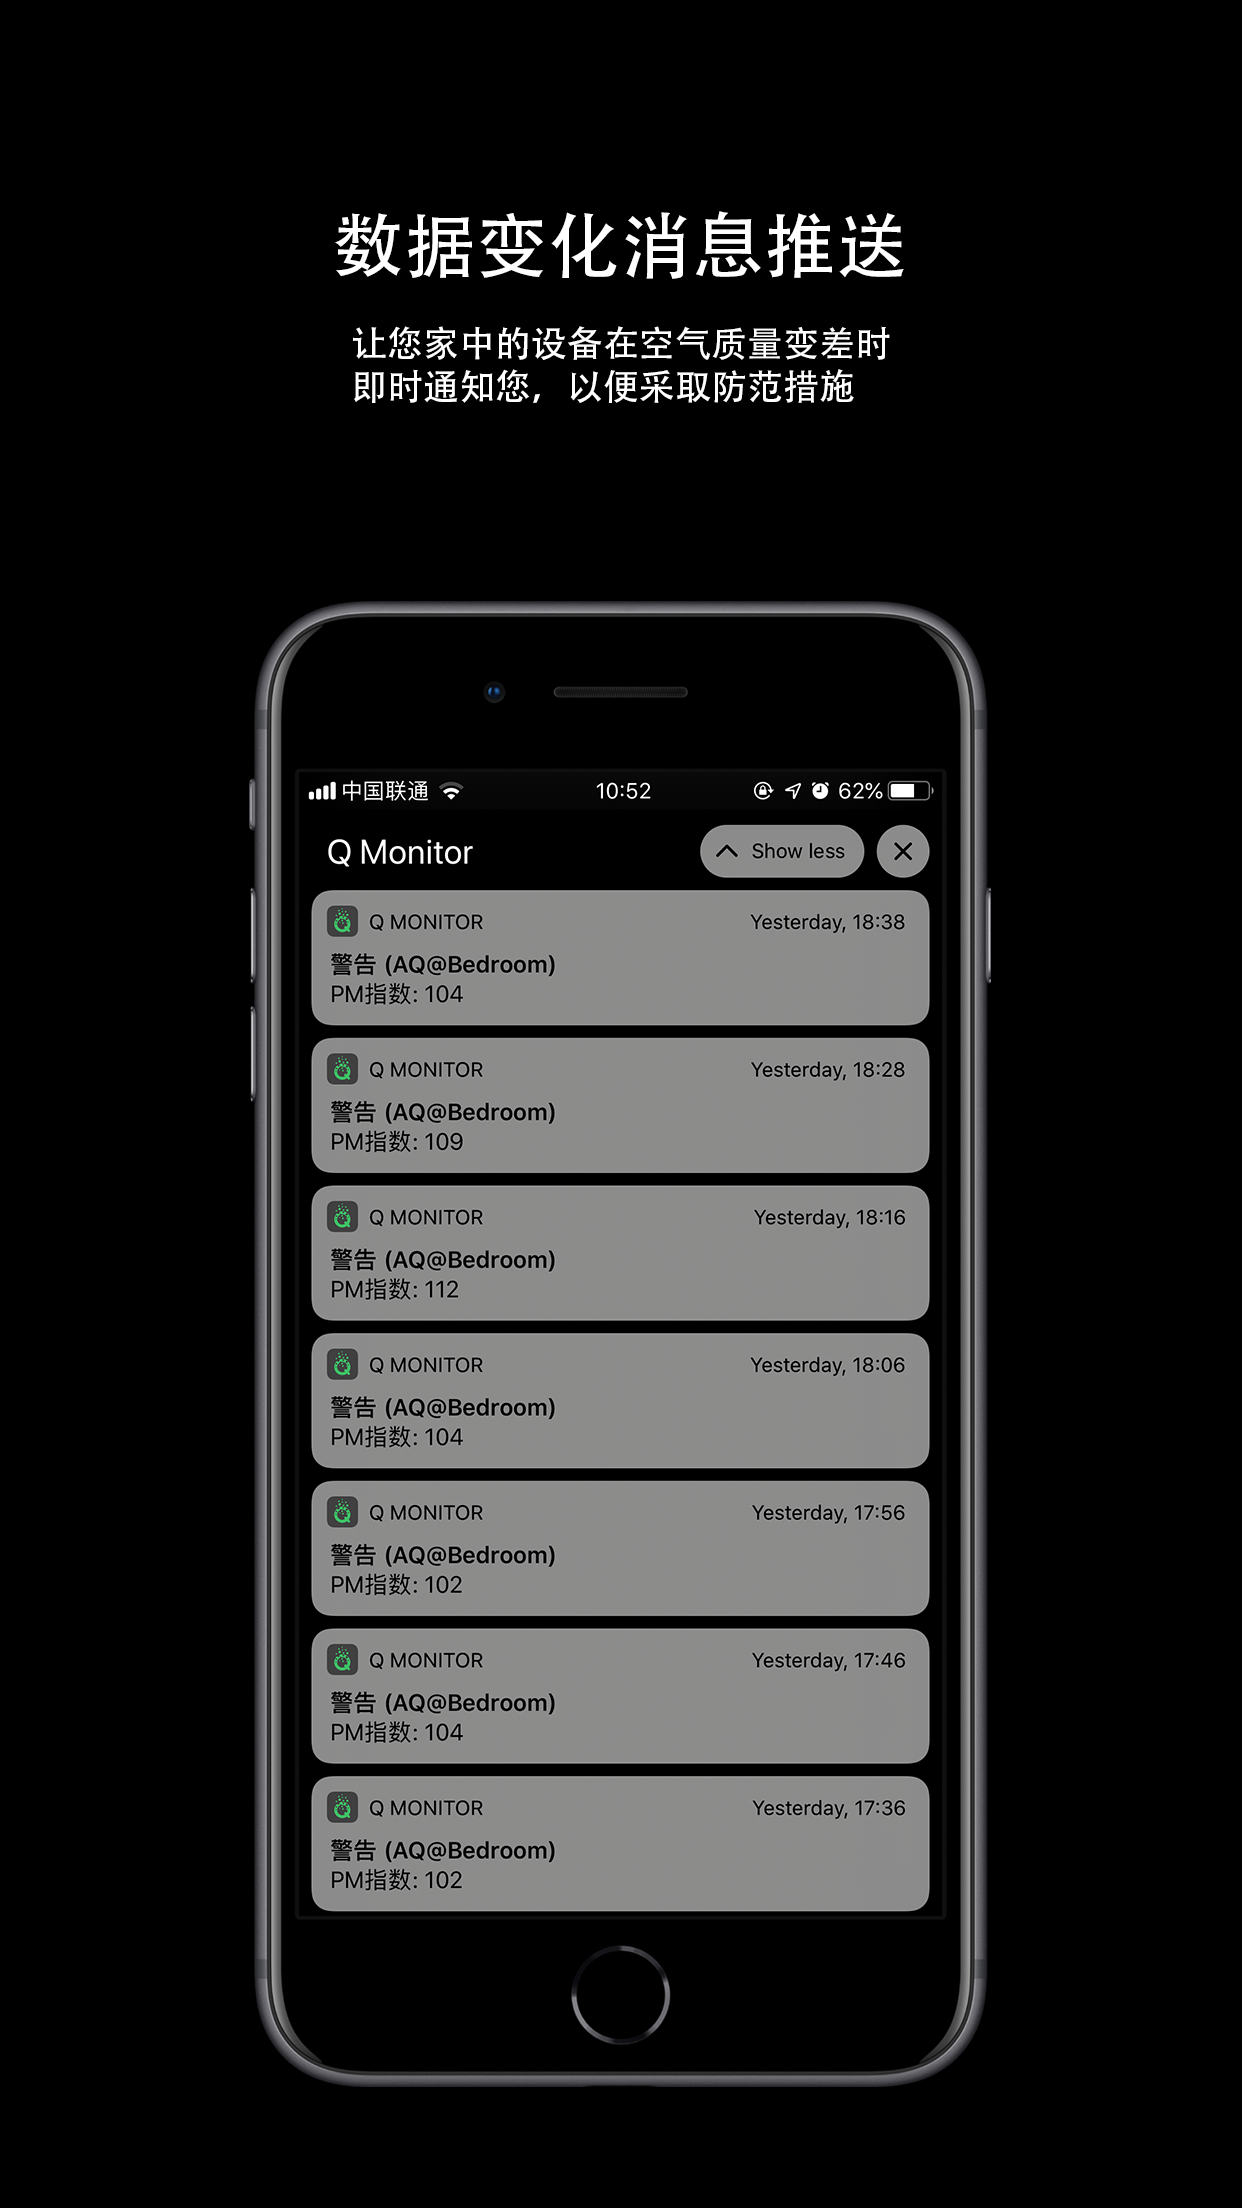 数据变化消息推送
让您家中的设备在空气质量变差时
即时通知您，以便采取防范措施
中国联通 10:52 62%
Q Monitor Show less
Q MONITOR Yesterday, 18:38
警告 (AQ@Bedroom)
PM指数: 104
Q MONITOR Yesterday, 18:28
警告 (AQ@Bedroom)
PM指数: 109
Q MONITOR Yesterday, 18:16
警告 (AQ@Bedroom)
PM指数: 112
Q MONITOR Yesterday, 18:06
警告 (AQ@Bedroom)
PM指数: 104
Q MONITOR Yesterday, 17:56
警告 (AQ@Bedroom)
PM指数: 102
Q MONITOR Yesterday, 17:46
警告 (AQ@Bedroom)
PM指数: 104
Q MONITOR Yesterday, 17:36
警告 (AQ@Bedroom)
PM指数: 102